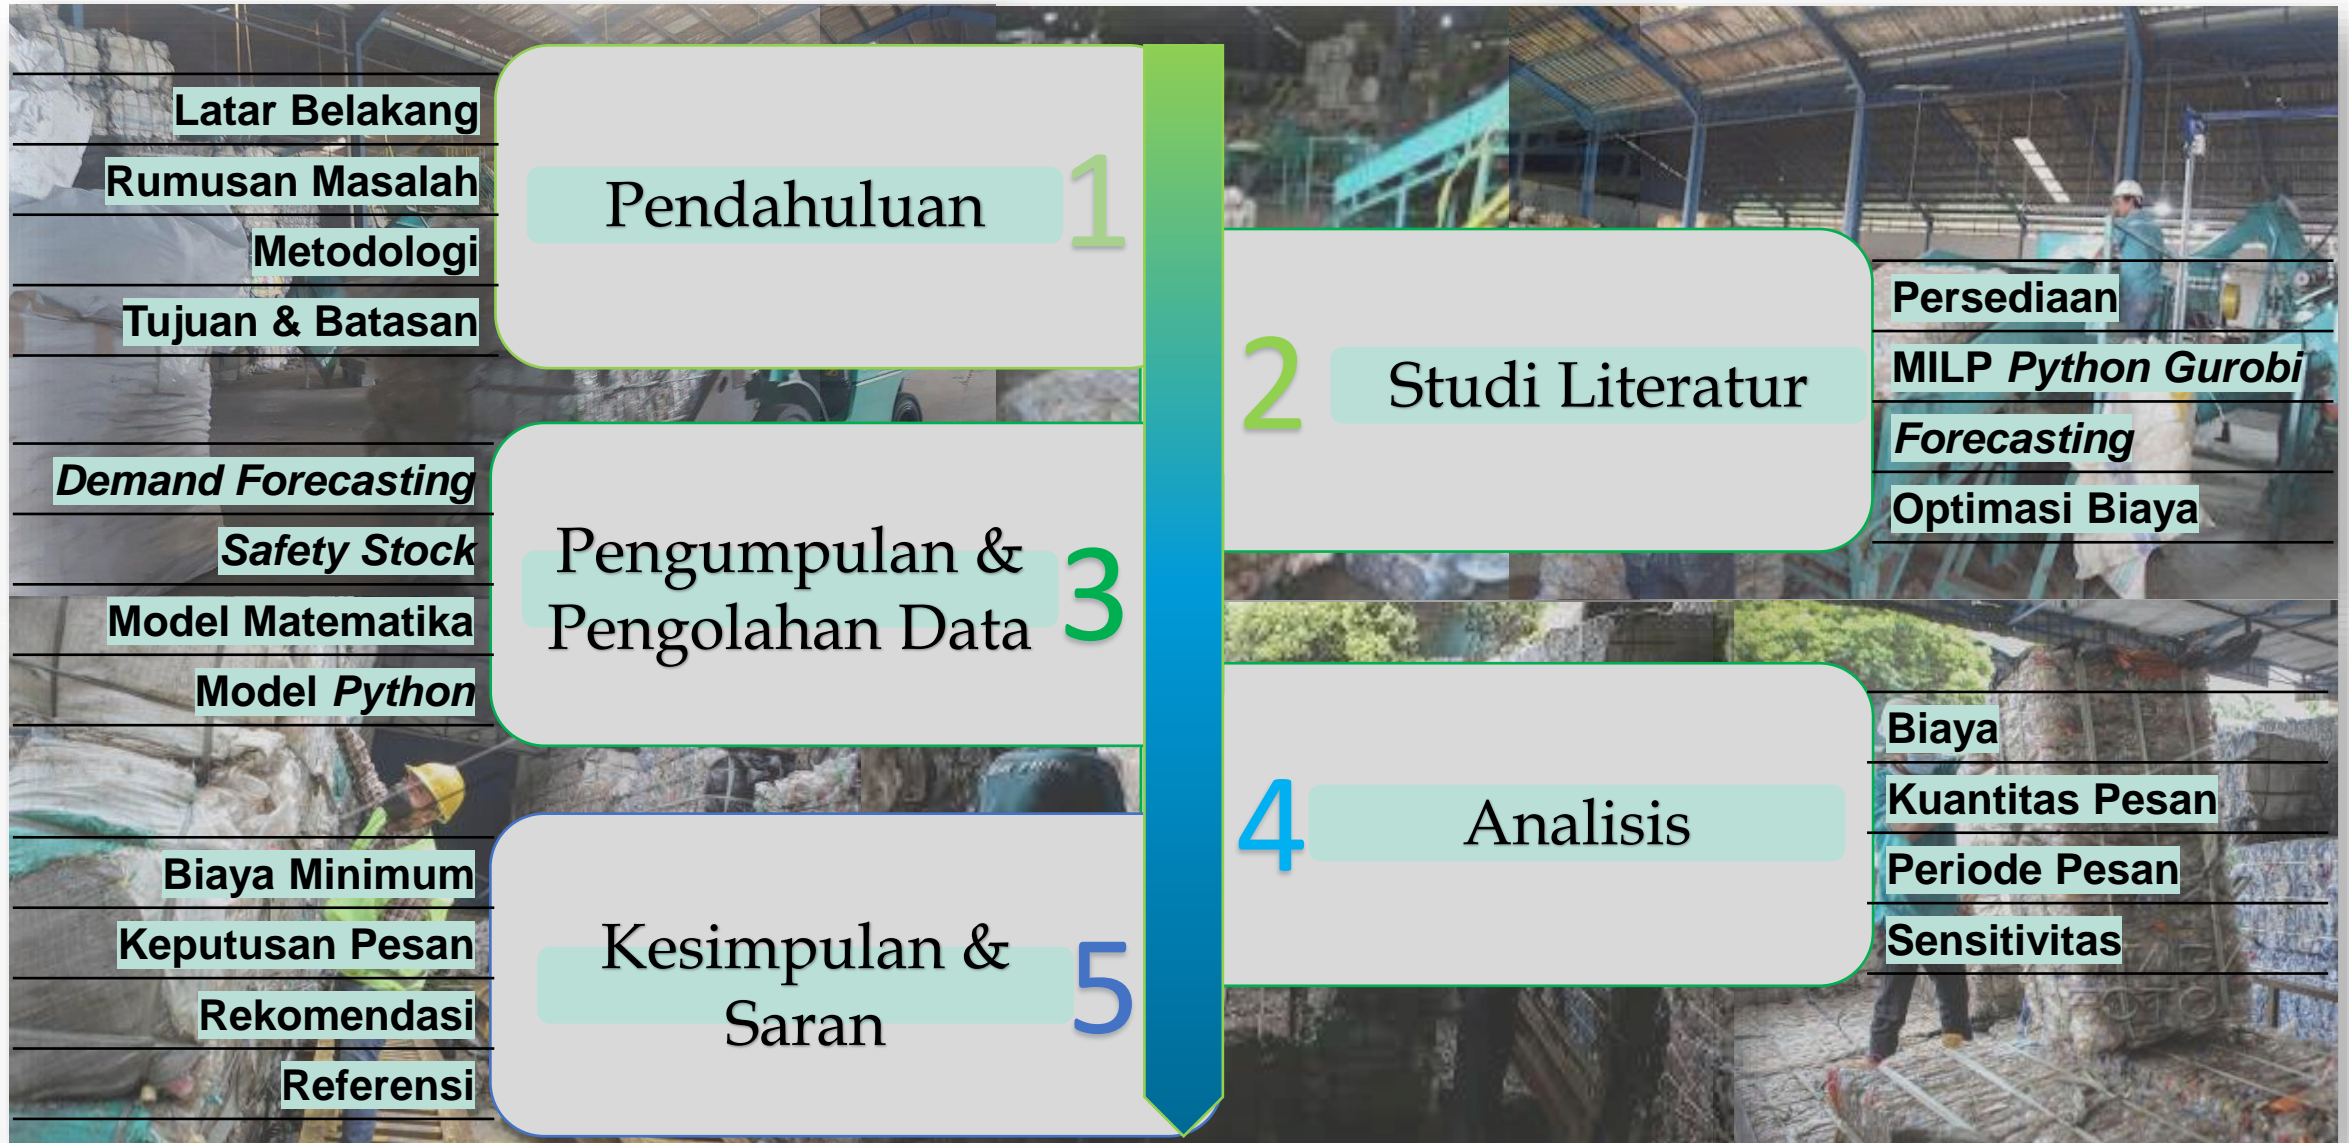 Latar Belakang
Rumusan Masalah
Metodologi
Tujuan & Batasan
Pendahuluan
1
2
Studi Literatur
Persediaan
MILP Python Gurobi
Forecasting
Optimasi Biaya
Demand Forecasting
Safety Stock
Model Matematika
Model Python
Pengumpulan &
Pengolahan Data
3
4
Analisis
Biaya
Kuantitas Pesan
Periode Pesan
Sensitivitas
Biaya Minimum
Keputusan Pesan
Rekomendasi
Referensi
Kesimpulan &
Saran
5